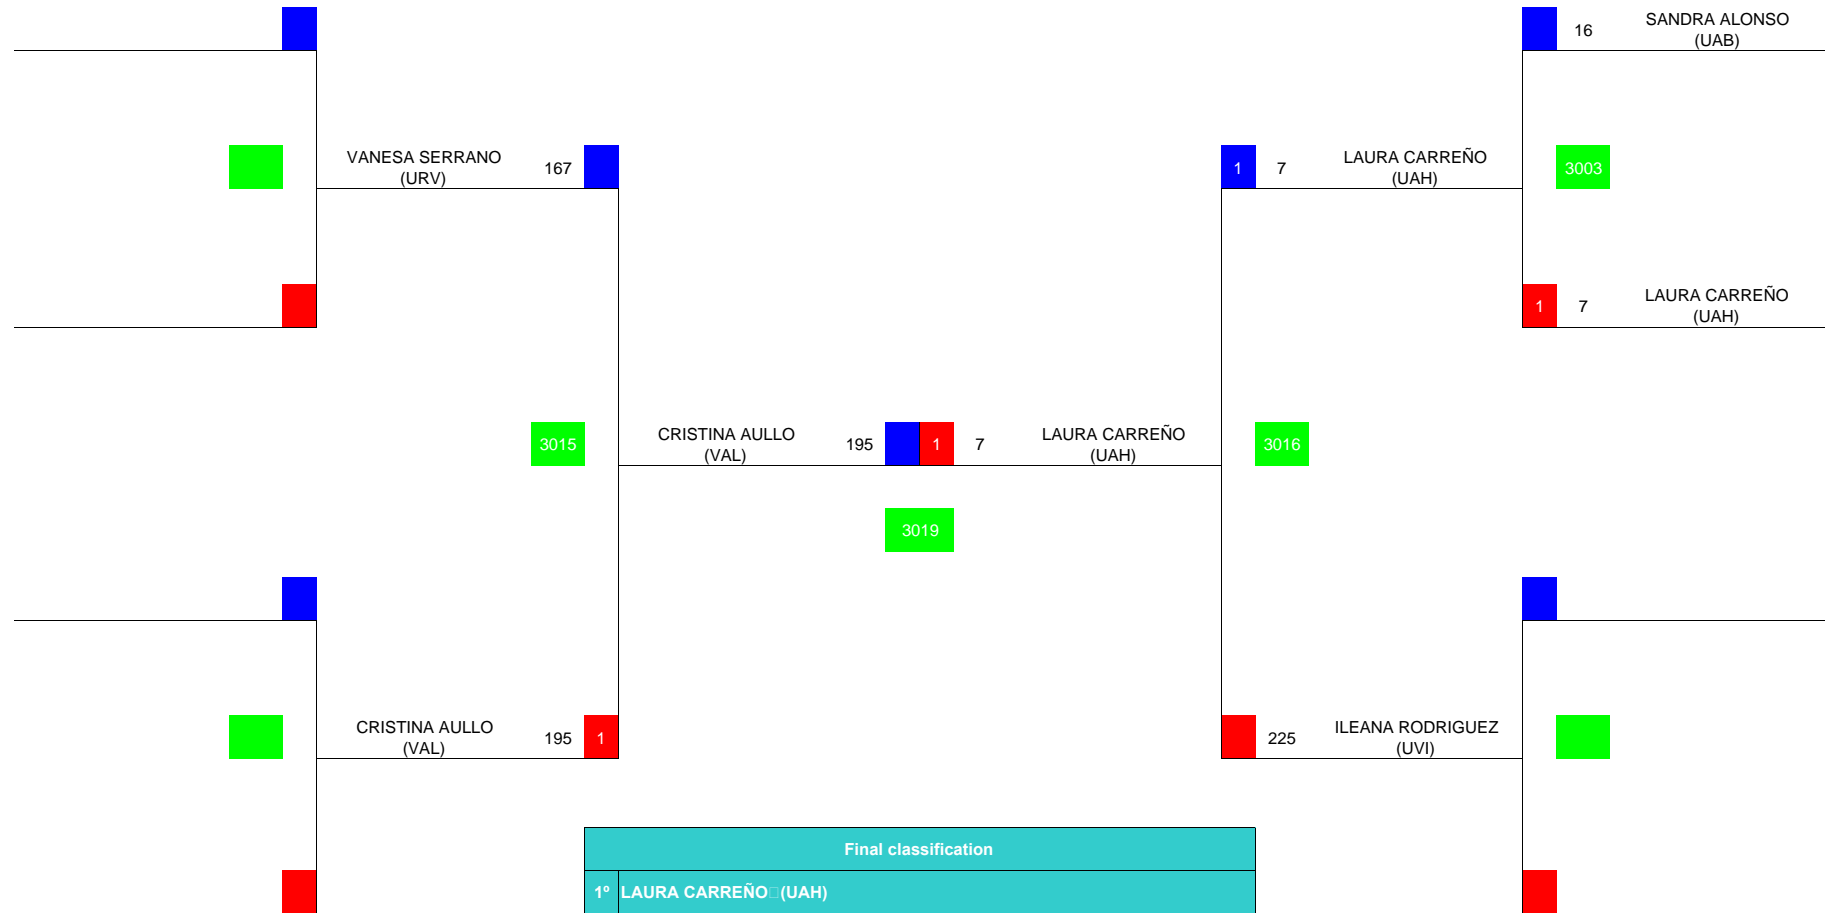 16 SANDRA ALONSO
(UAB)
VANESA SERRANO
(URV)
167
1 7 LAURA CARREÑO
(UAH)
3003
1 7 LAURA CARREÑO
(UAH)
3015
CRISTINA AULLO
(VAL)
195
1 7 LAURA CARREÑO
(UAH)
3016
3019
CRISTINA AULLO
(VAL)
195 1
225 ILEANA RODRIGUEZ
(UVI)
Final classification
1º LAURA CARREÑO (UAH)